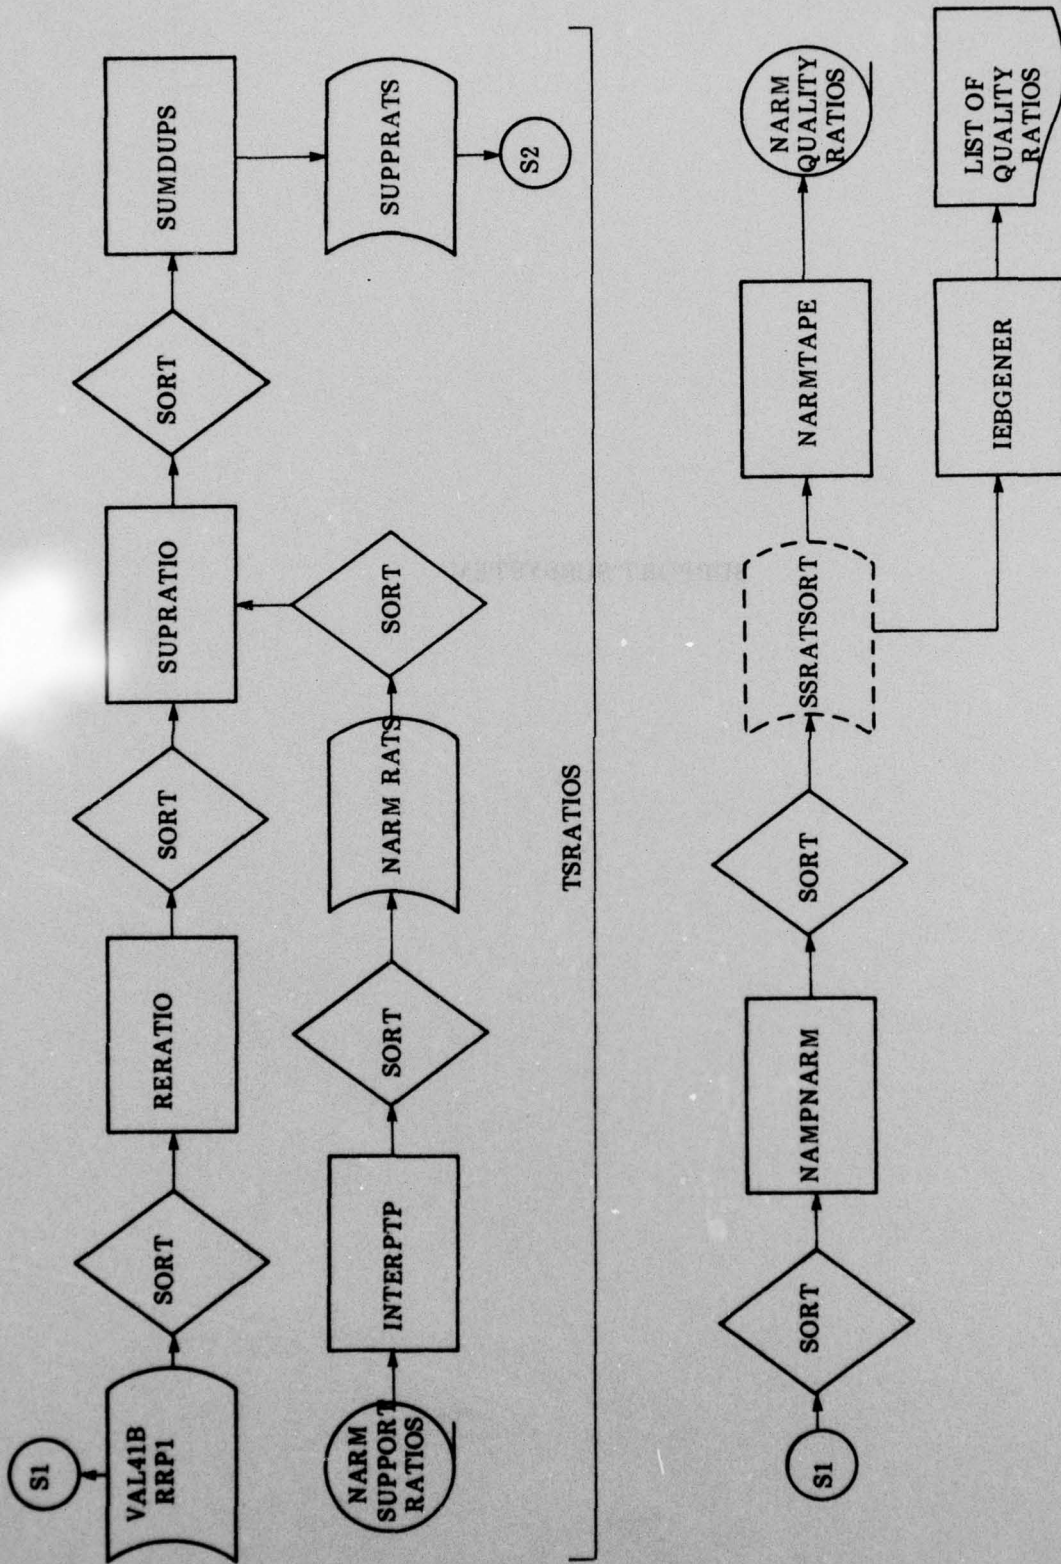 S1
VAL41B
RRP1
SORT
RERATIO
SORT
SUPRATIO
SORT
SUMDUPS
SUPPRATS
S2
NARM
SUPPORT
RATIOS
INTERPTP
SORT
NARM RATS
SORT
TSRATIOS
S1
SORT
NAMPNARM
SORT
SSRATSORT
NARMTAPE
NARM
QUALITY
RATIOS
IEBGENER
LIST OF
QUALITY
RATIOS